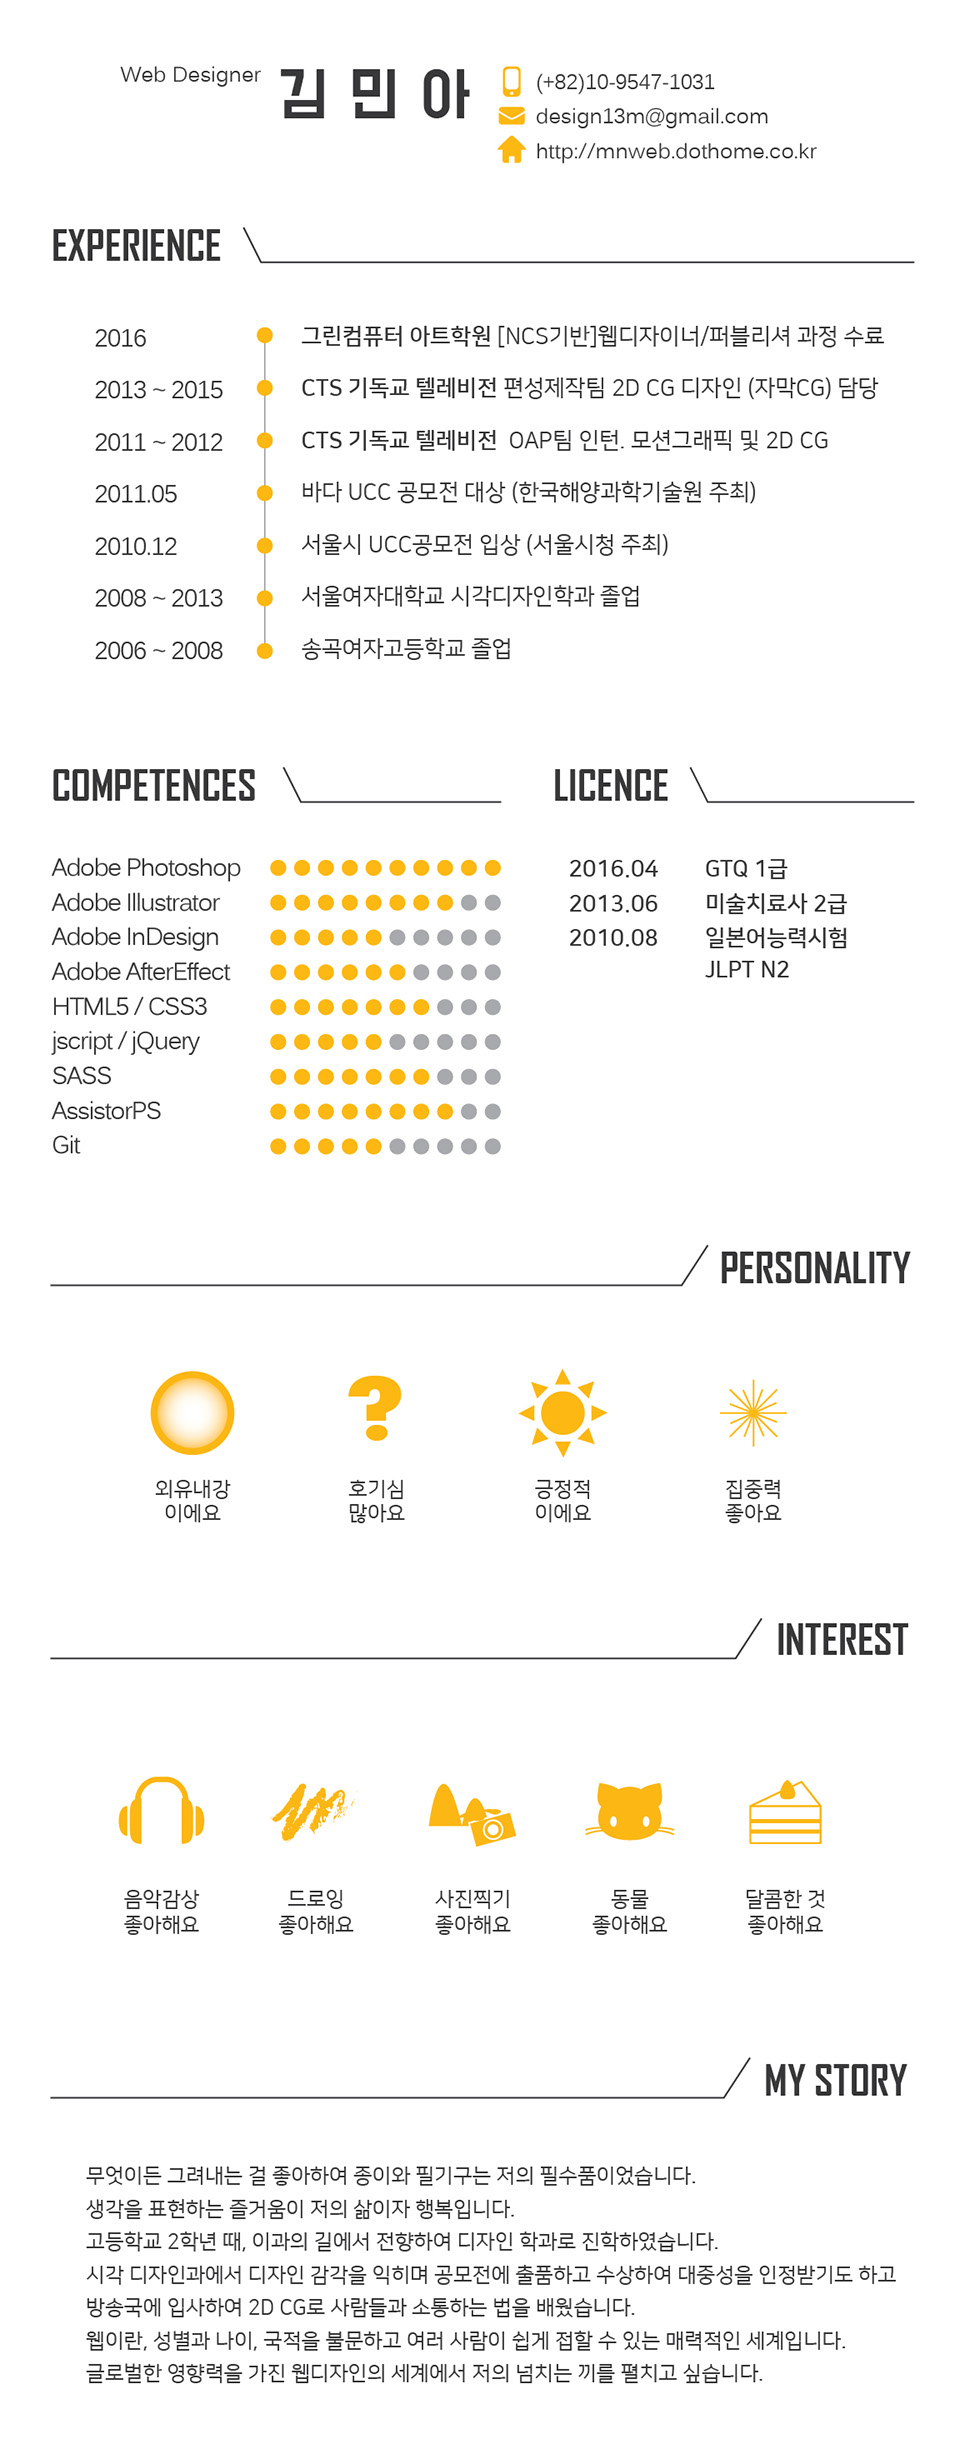 Web Designer
김민아
(+82)10-9547-1031
design13m@gmail.com
http://mnweb.dothome.co.kr
EXPERIENCE
2016 그린컴퓨터 아트학원 [NCS기반]웹디자이너/퍼블리셔 과정 수료
2013 ~ 2015 CTS 기독교 텔레비전 편성제작팀 2D CG 디자인 (자막CG) 담당
2011 ~ 2012 CTS 기독교 텔레비전 OAP팀 인턴. 모션그래픽 및 2D CG
2011.05 바다 UCC 공모전 대상 (한국해양과학기술원 주최)
2010.12 서울시 UCC공모전 입상 (서울시청 주최)
2008 ~ 2013 서울여자대학교 시각디자인학과 졸업
2006 ~ 2008 송곡여자고등학교 졸업
COMPETENCES
Adobe Photoshop
Adobe Illustrator
Adobe InDesign
Adobe AfterEffect
HTML5 / CSS3
jscript / jQuery
SASS
AssistorPS
Git
LICENCE
2016.04 GTQ 1급
2013.06 미술치료사 2급
2010.08 일본어능력시험
JLPT N2
PERSONALITY
외유내강
이에요
호기심
많아요
긍정적
이에요
집중력
좋아요
INTEREST
음악감상
좋아해요
드로잉
좋아해요
사진찍기
좋아해요
동물
좋아해요
달콤한 것
좋아해요
MY STORY
무엇이든 그려내는 걸 좋아하여 종이와 필기구는 저의 필수품이었습니다.
생각을 표현하는 즐거움이 저의 삶이자 행복입니다.
고등학교 2학년 때, 이과의 길에서 전향하여 디자인 학과로 진학하였습니다.
시각 디자인과에서 디자인 감각을 익히며 공모전에 출품하고 수상하여 대중성을 인정받기도 하고
방송국에 입사하여 2D CG로 사람들과 소통하는 법을 배웠습니다.
웹이란, 성별과 나이, 국적을 불문하고 여러 사람이 쉽게 접할 수 있는 매력적인 세계입니다.
글로벌한 영향력을 가진 웹디자인의 세계에서 저의 넘치는 끼를 펼치고 싶습니다.